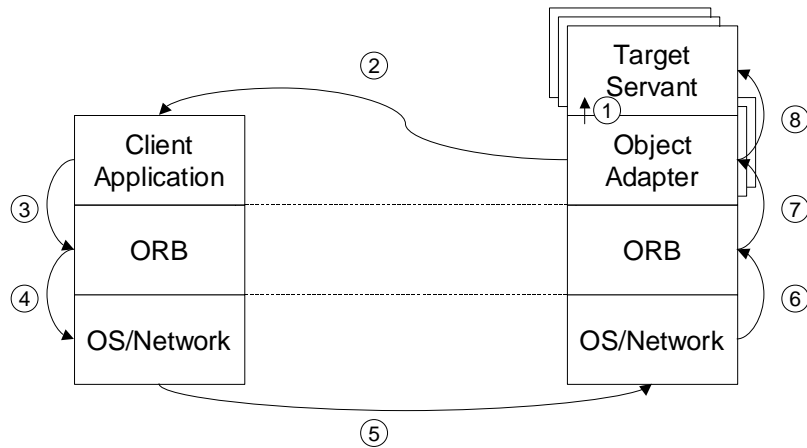 Target
Servant
②
①
⑧
Client
Application
Object
Adapter
③
⑦
ORB
ORB
④
⑥
OS/Network
OS/Network
⑤